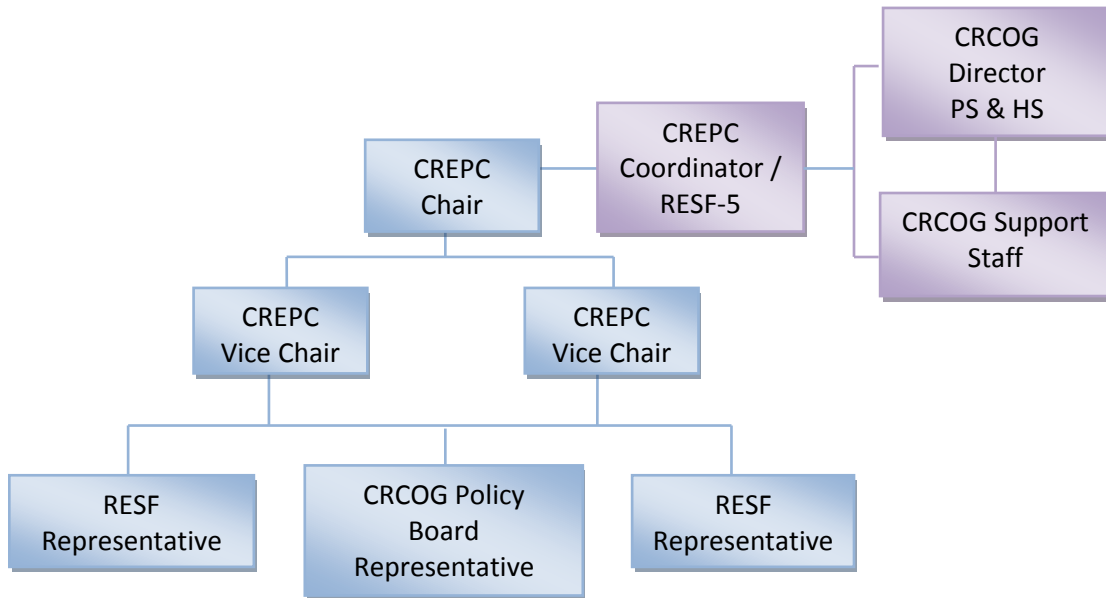 CRCOG
Director
PS & HS
CREPC
Chair
CREPC
Coordinator /
RESF-5
CRCOG Support
Staff
CREPC
Vice Chair
CREPC
Vice Chair
RESF
Representative
CRCOG Policy
Board
Representative
RESF
Representative